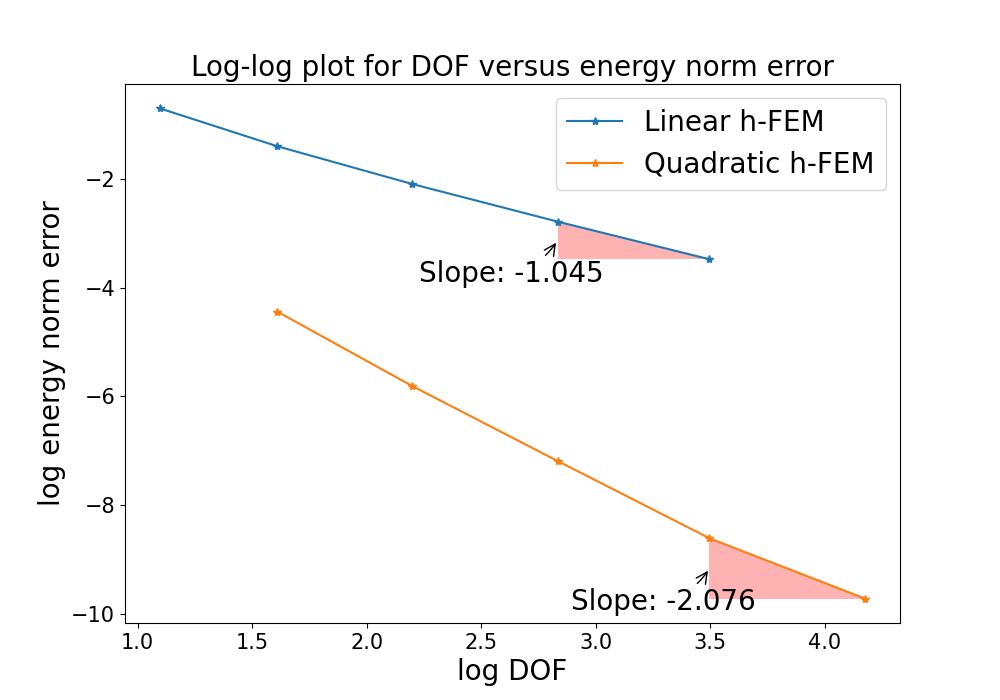 Log-log plot for DOF versus energy norm error
Linear h-FEM
Quadratic h-FEM
log energy norm error
−2
−4
−6
−8
−10
Slope: -1.045
Slope: -2.076
1.0 1.5 2.0 2.5 3.0 3.5 4.0
log DOF